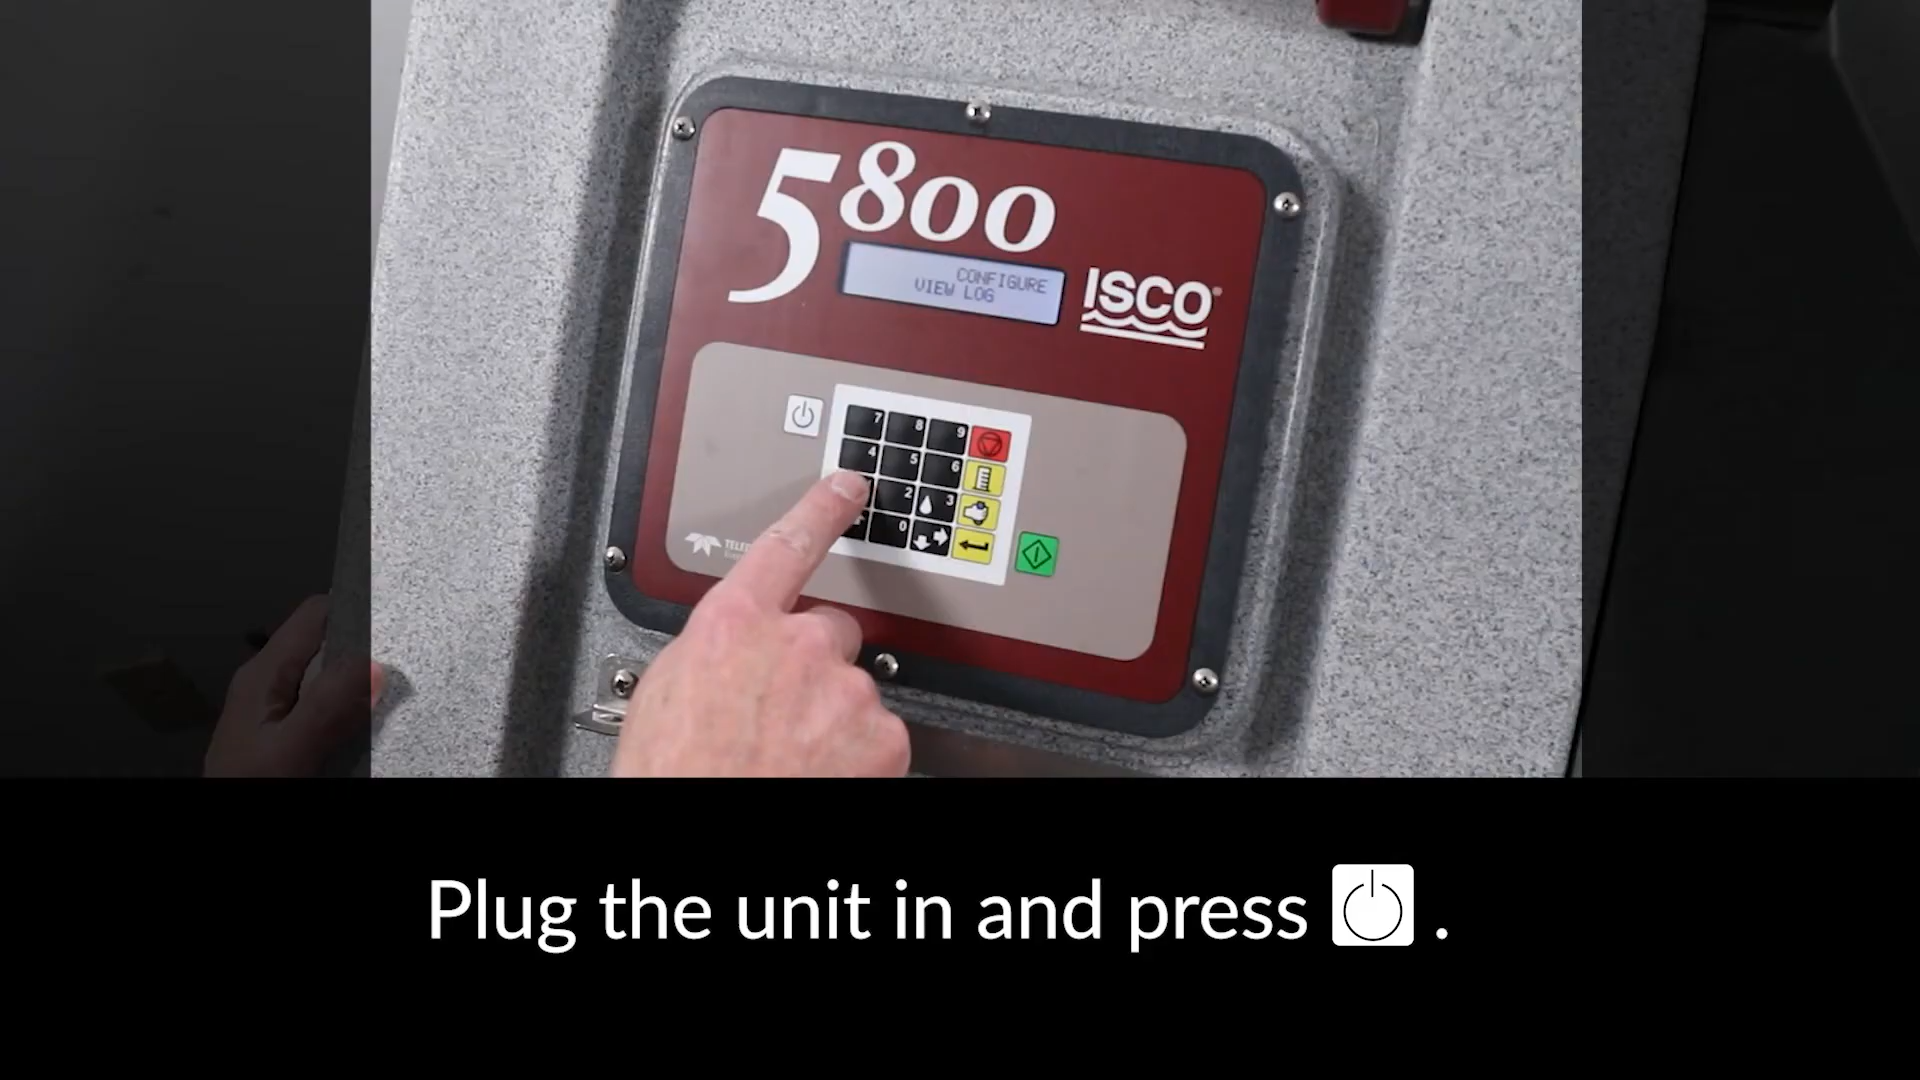 5800
CONFIGURE
VIEW LOG
ISCO®
7 8 9
4 5 6
2 3
0
Plug the unit in and press .